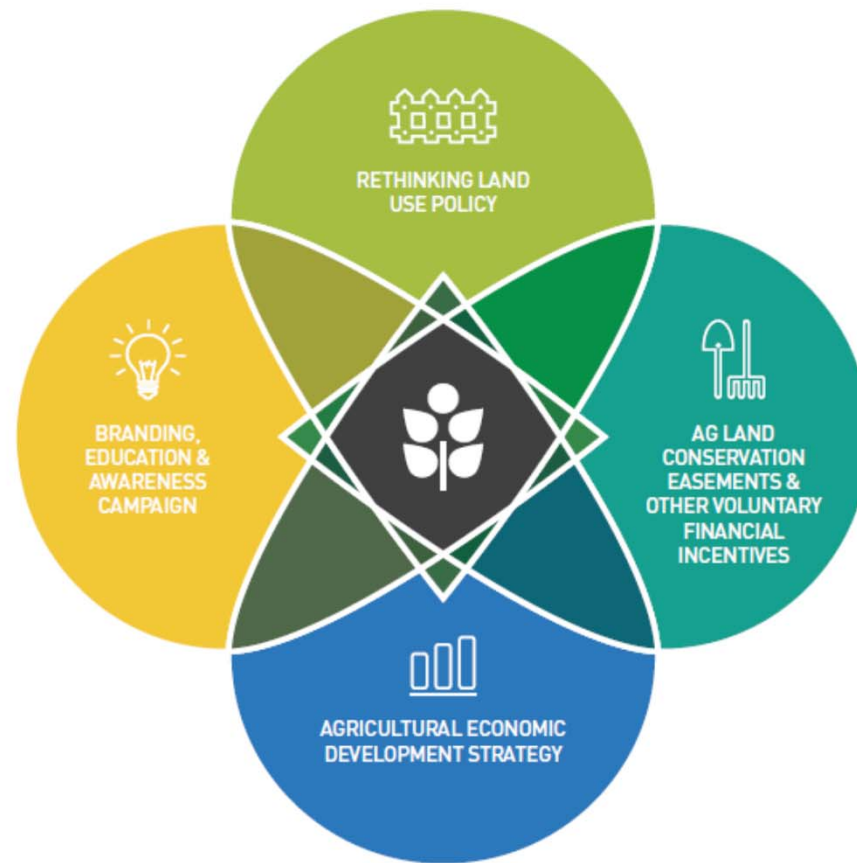 RETHINKING LAND
USE POLICY
BRANDING,
EDUCATION &
AWARENESS
CAMPAIGN
AG LAND
CONSERVATION
EASEMENTS &
OTHER VOLUNTARY
FINANCIAL
INCENTIVES
AGRICULTURAL ECONOMIC
DEVELOPMENT STRATEGY